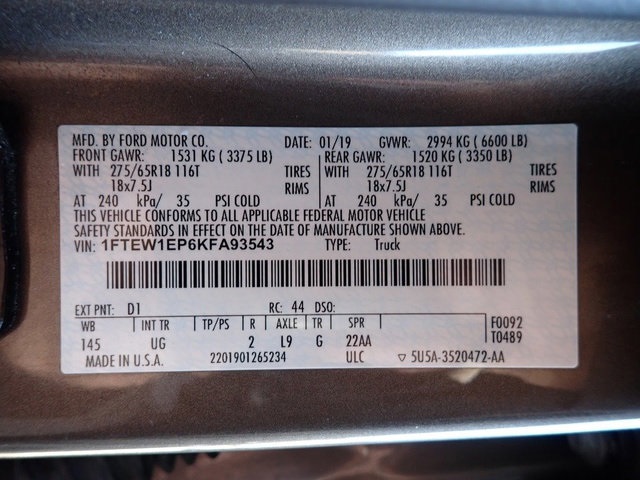 MFD. BY FORD MOTOR CO. DATE: 01/19 GVWR: 2994 KG ( 6600 LB)
FRONT GAWR: 1531 KG ( 3375 LB) REAR GAWR: 1520 KG ( 3350 LB)
WITH 275/65R18 116T TIRES WITH 275/65R18 116T TIRES
18x7.5J RIMS 18x7.5J RIMS
AT 240 kPa/ 35 PSI COLD AT 240 kPa/ 35 PSI COLD
THIS VEHICLE CONFORMS TO ALL APPLICABLE FEDERAL MOTOR VEHICLE
SAFETY STANDARDS IN EFFECT ON THE DATE OF MANUFACTURE SHOWN ABOVE.
VIN: 1FTEW1EP6KFA93543 TYPE: Truck
EXT PNT: D1 RC: 44 DSO:
WB INT TR TP/PS R AXLE TR SPR F0092
145 UG 2 L9 G 22AA T0489
MADE IN U.S.A. 2201901265234 ULC ▽ 5U5A-3520472-AA